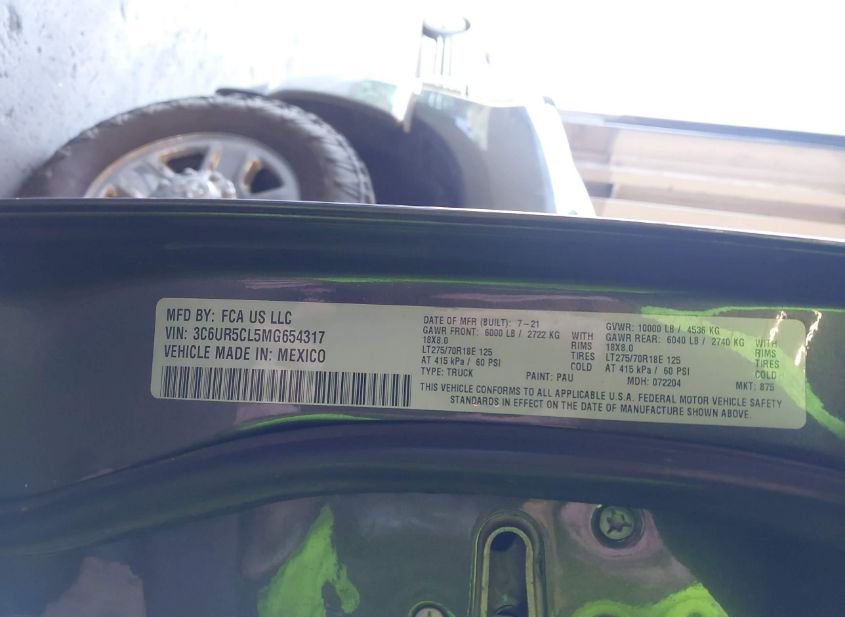 MFD BY: FCA US LLC
VIN: 3C6UR5CL5MG654317
VEHICLE MADE IN: MEXICO
DATE OF MFR (BUILT): 7-21 GVWR: 10000 LB / 4536 KG
GAWR FRONT: 6000 LB / 2722 KG WITH GAWR REAR: 6040 LB / 2740 KG WITH
18X8.0 RIMS 18X8.0 RIMS
LT275/70R18E 125 TIRES LT275/70R18E 125 TIRES
AT 415 kPa / 60 PSI COLD AT 415 kPa / 60 PSI COLD
TYPE: TRUCK PAINT: PAU MDH: 072204 MKT: 875
THIS VEHICLE CONFORMS TO ALL APPLICABLE U.S.A. FEDERAL MOTOR VEHICLE SAFETY
STANDARDS IN EFFECT ON THE DATE OF MANUFACTURE SHOWN ABOVE.